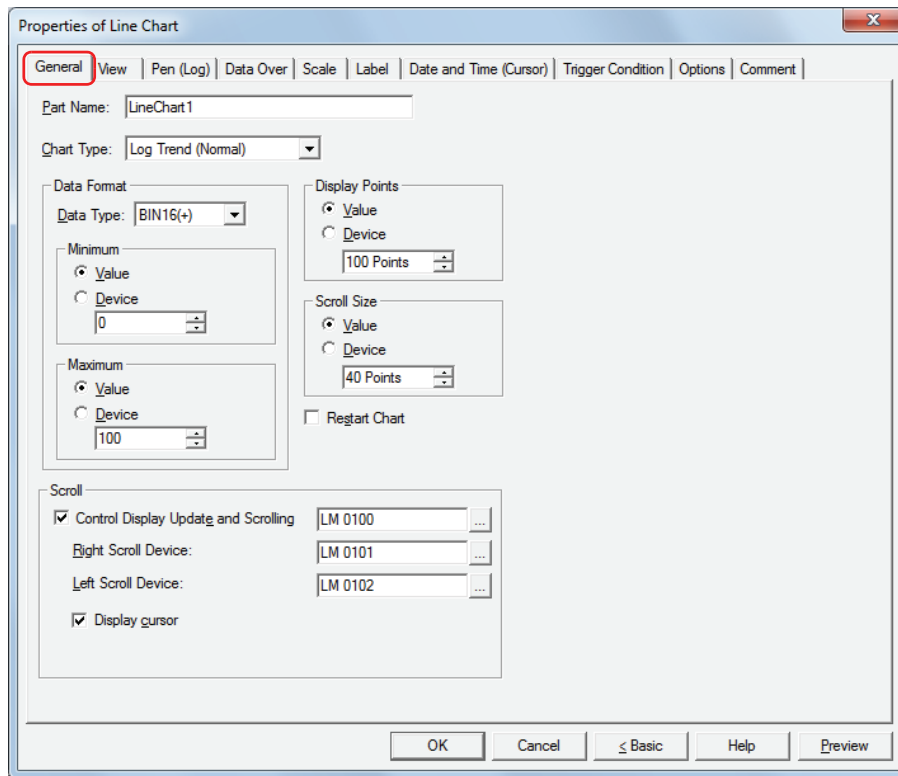 Properties of Line Chart
General View Pen (Log) Data Over Scale Label Date and Time (Cursor) Trigger Condition Options Comment
Part Name: LineChart1
Chart Type: Log Trend (Normal)
Data Format
Data Type: BIN16(+)
Minimum
Value
Device
0
Maximum
Value
Device
100
Display Points
Value
Device
100 Points
Scroll Size
Value
Device
40 Points
Restart Chart
Scroll
Control Display Update and Scrolling LM 0100 ...
Right Scroll Device: LM 0101 ...
Left Scroll Device: LM 0102 ...
Display cursor
OK Cancel < Basic Help Preview